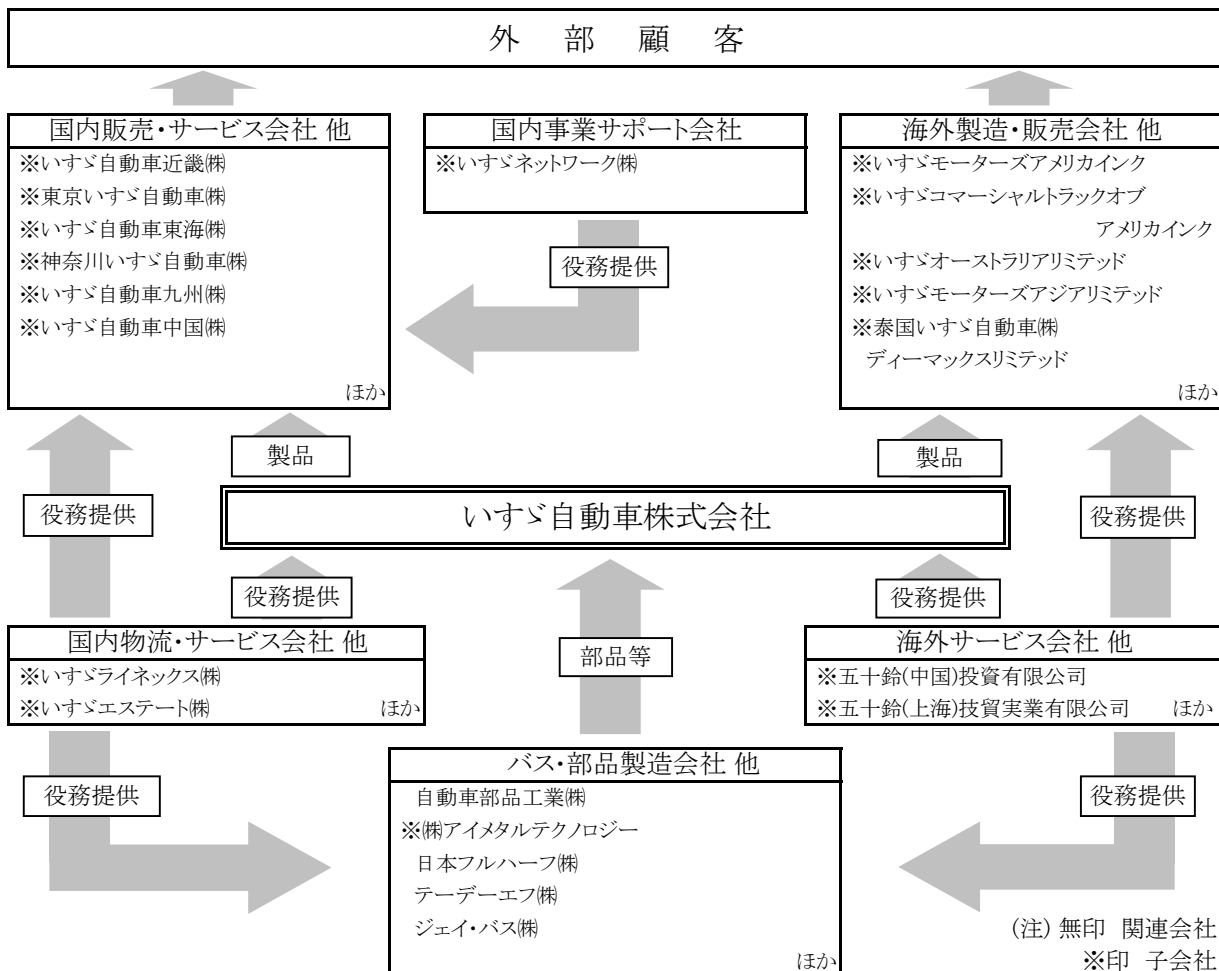 外 部 顧 客
国内販売・サービス会社 他
※いすゞ自動車近畿㈱
※東京いすゞ自動車㈱
※いすゞ自動車東海㈱
※神奈川いすゞ自動車㈱
※いすゞ自動車九州㈱
※いすゞ自動車中国㈱
ほか
国内事業サポート会社
※いすゞネットワーク㈱
役務提供
海外製造・販売会社 他
※いすゞモーターズアメリカインク
※いすゞコマーシャルトラックオブ
アメリカインク
※いすゞオーストラリアリミテッド
※いすゞモーターズアジアリミテッド
※泰国いすゞ自動車㈱
ディーマックスリミテッド
ほか
製品
製品
役務提供
いすゞ自動車株式会社
役務提供
役務提供
部品等
役務提供
国内物流・サービス会社 他
※いすゞライネックス㈱
※いすゞエステート㈱ ほか
海外サービス会社 他
※五十鈴(中国)投資有限公司
※五十鈴(上海)技貿実業有限公司 ほか
役務提供
バス・部品製造会社 他
自動車部品工業㈱
※㈱アイメタルテクノロジー
日本フルハーフ㈱
テーデーエフ㈱
ジェイ・バス㈱
ほか
役務提供
(注) 無印 関連会社
※印 子会社